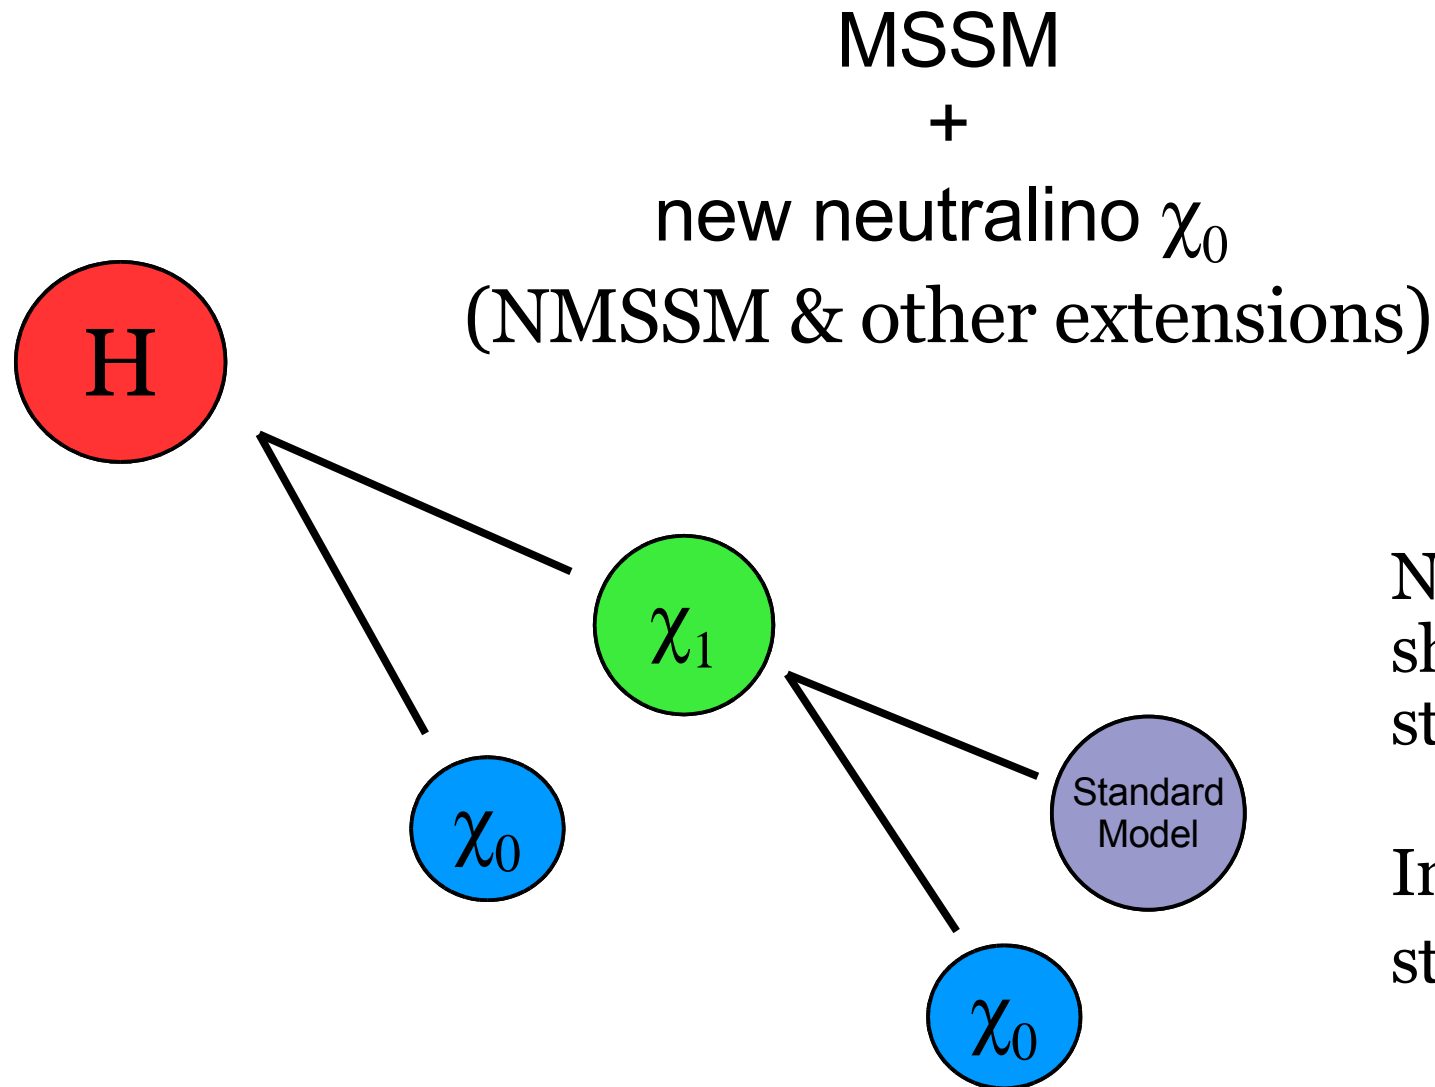 MSSM
+
new neutralino χ₀
(NMSSM & other extensions)
H
χ₁
χ₀
Standard
Model
χ₀